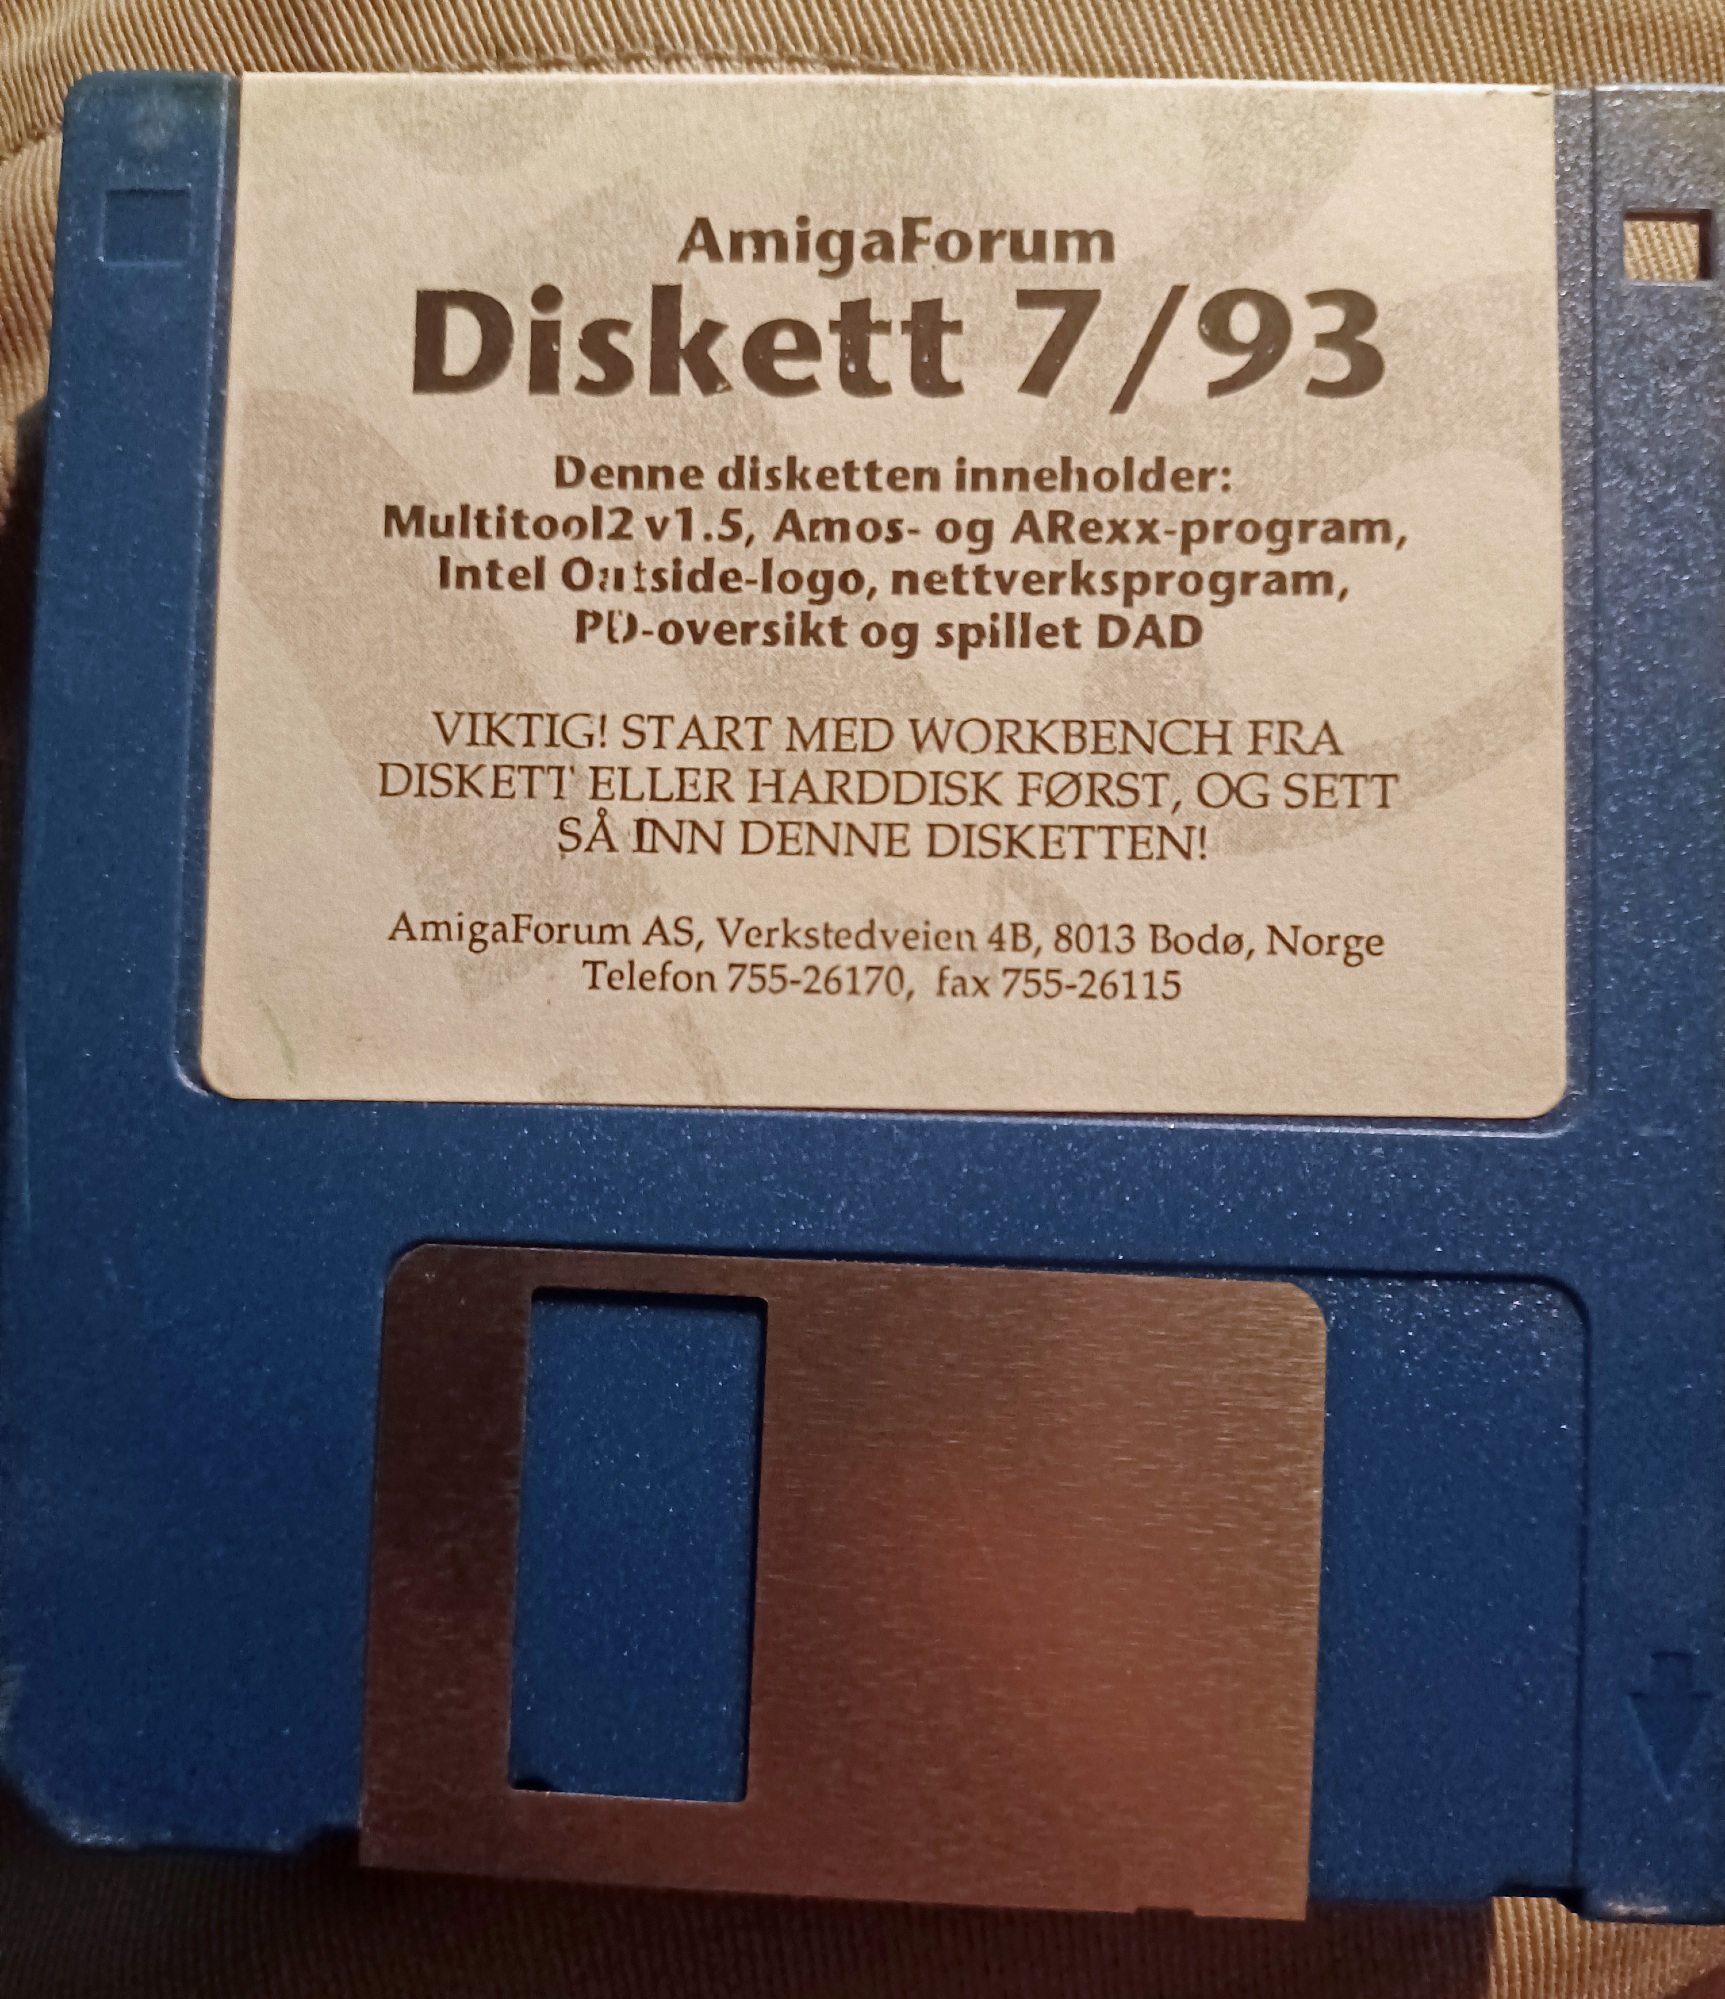 AmigaForum
Diskett 7/93
Denne disketten inneholder:
Multitool2 v1.5, Amos- og ARexx-program,
Intel Outside-logo, nettverksprogram,
PD-oversikt og spillet DAD
VIKTIG! START MED WORKBENCH FRA
DISKETT ELLER HARDDISK FØRST, OG SETT
SÅ INN DENNE DISKETTEN!
AmigaForum AS, Verkstedveien 4B, 8013 Bodø, Norge
Telefon 755-26170, fax 755-26115